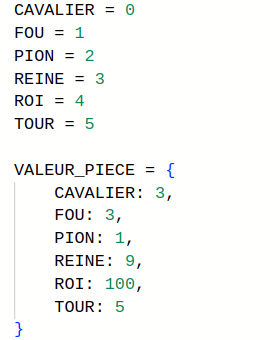 CAVALIER = 0
FOU = 1
PION = 2
REINE = 3
ROI = 4
TOUR = 5

VALEUR_PIECE = {
    CAVALIER: 3,
    FOU: 3,
    PION: 1,
    REINE: 9,
    ROI: 100,
    TOUR: 5
}